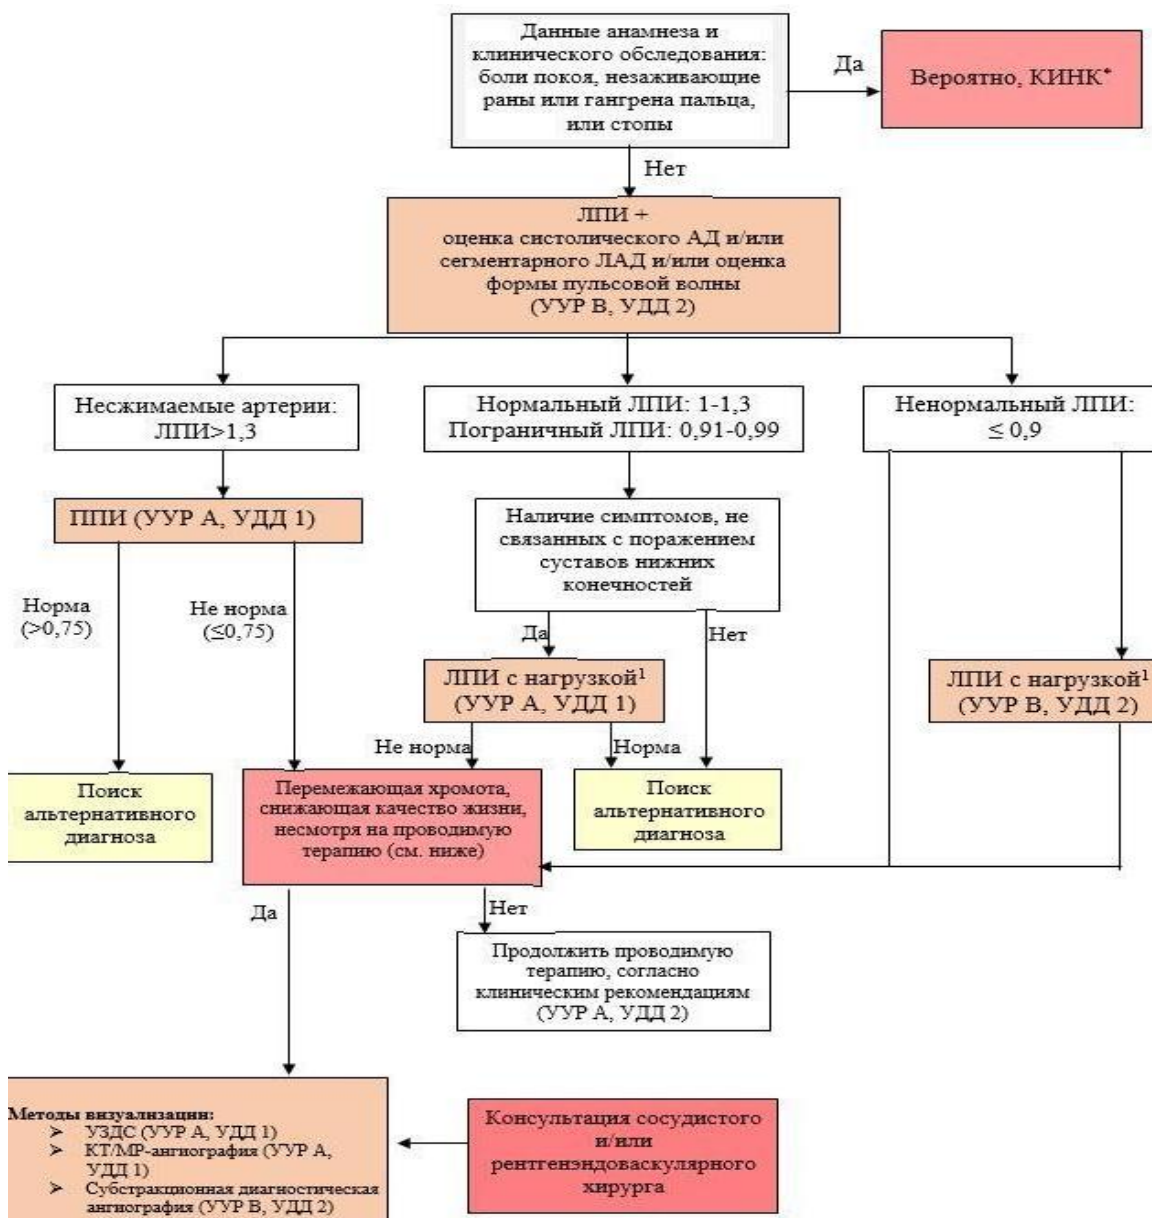 Данные анамнеза и
клинического обследования:
боли покоя, незаживающие
раны или гангрена пальца,
или стопы
Да
Вероятно, КИНК*
Нет
ЛПИ +
оценка систолического АД и/или
сегментарного ЛАД и/или оценка
формы пульсовой волны
(УУР В, УДД 2)
Несжимаемые артерии:
ЛПИ>1,3
Нормальный ЛПИ: 1-1,3
Пограничный ЛПИ: 0,91-0,99
Ненормальный ЛПИ:
≤ 0,9
ППИ (УУР А, УДД 1)
Наличие симптомов, не
связанных с поражением
суставов нижних
конечностей
Норма
(>0,75)
Не норма
(≤0,75)
Да
Нет
ЛПИ с нагрузкой¹
(УУР А, УДД 1)
ЛПИ с нагрузкой¹
(УУР В, УДД 2)
Не норма
Норма
Поиск
альтернативного
диагноза
Перемежающая хромота,
снижающая качество жизни,
несмотря на проводимую
терапию (см. ниже)
Поиск
альтернативного
диагноза
Да
Нет
Продолжить проводимую
терапию, согласно
клиническим рекомендациям
(УУР А, УДД 2)
Методы визуализации:
➢ УЗДС (УУР А, УДД 1)
➢ КТ/МР-ангиография (УУР А,
УДД 1)
➢ Субстракционная диагностическая
ангиография (УУР В, УДД 2)
Консультация сосудистого
и/или
рентгенэндоваскулярного
хирурга